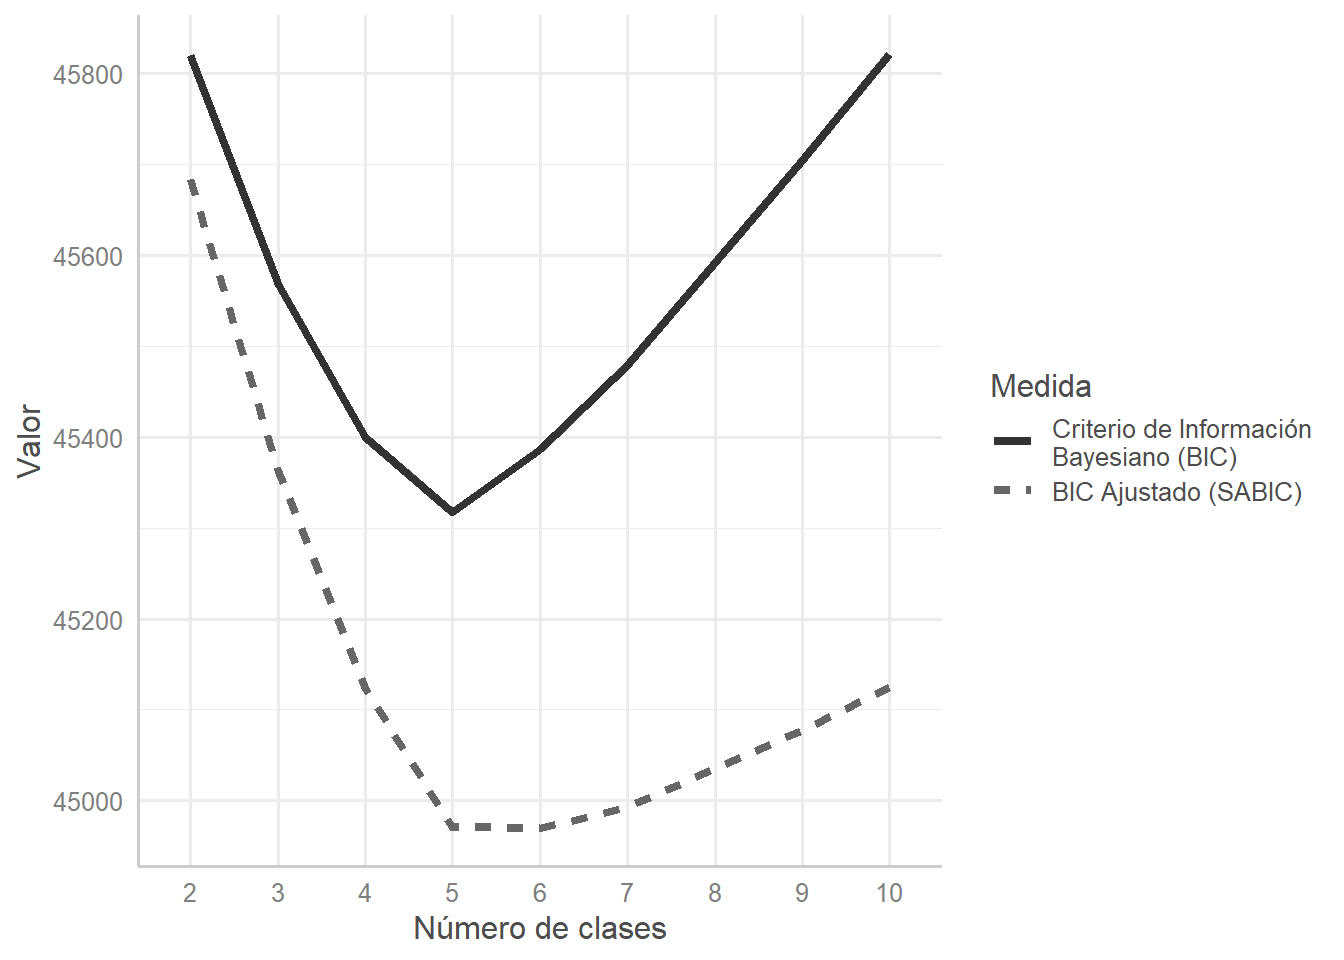 45800
45600
45400
45200
45000
Valor
2 3 4 5 6 7 8 9 10
Número de clases
Medida
Criterio de Información
Bayesiano (BIC)
BIC Ajustado (SABIC)